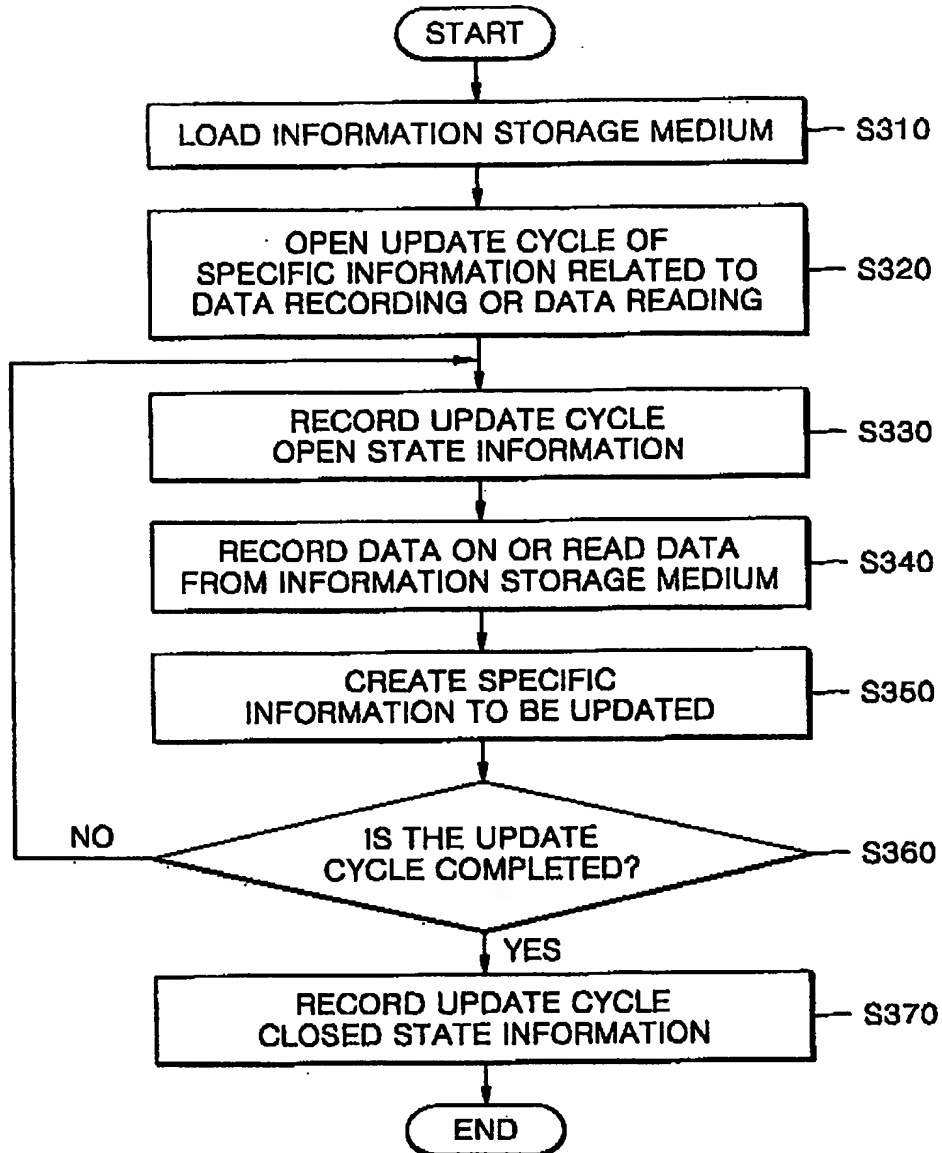 START
LOAD INFORMATION STORAGE MEDIUM
S310
OPEN UPDATE CYCLE OF
SPECIFIC INFORMATION RELATED TO
DATA RECORDING OR DATA READING
S320
RECORD UPDATE CYCLE
OPEN STATE INFORMATION
S330
RECORD DATA ON OR READ DATA
FROM INFORMATION STORAGE MEDIUM
S340
CREATE SPECIFIC
INFORMATION TO BE UPDATED
S350
NO
IS THE UPDATE
CYCLE COMPLETED?
S360
YES
RECORD UPDATE CYCLE
CLOSED STATE INFORMATION
S370
END